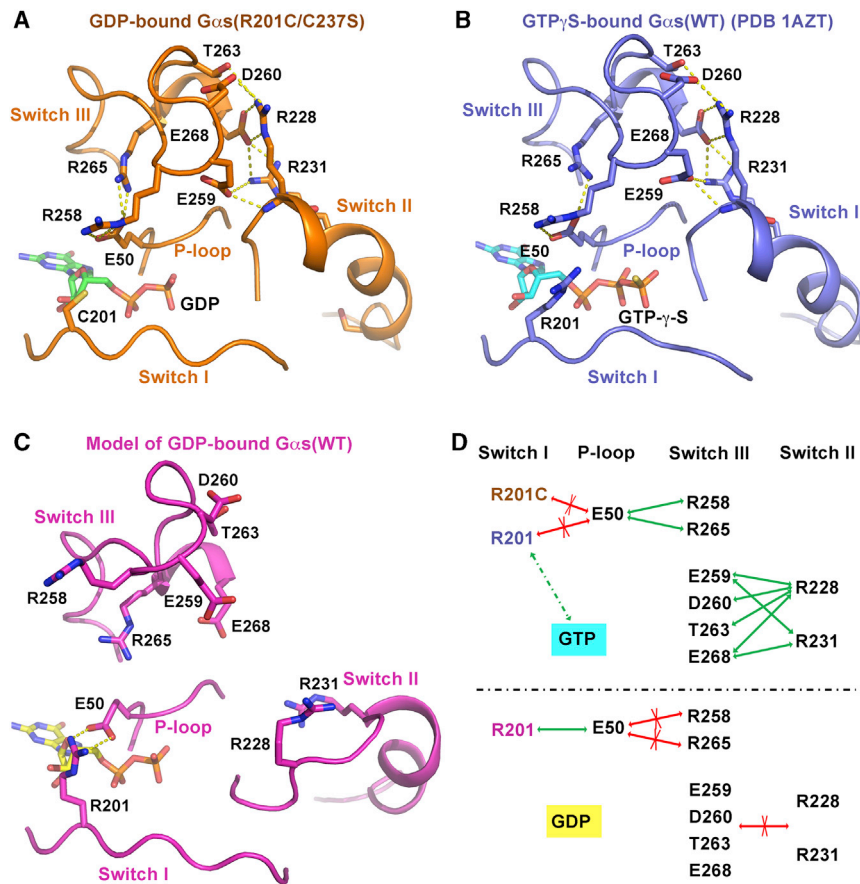 A
GDP-bound Gαs(R201C/C237S)
T263
D260
R228
Switch III
E268
R265
R231
E259
Switch II
R258
P-loop
E50
GDP
C201
Switch I
B
GTPγS-bound Gαs(WT) (PDB 1AZT)
T263
D260
R228
Switch III
E268
R265
R231
E259
Switch I
R258
P-loop
E50
R201
GTP-γ-S
Switch I
C
Model of GDP-bound Gαs(WT)
D260
Switch III
T263
R258
E259
E268
R265
E50
R231
Switch II
P-loop
R228
R201
Switch I
D
Switch I P-loop Switch III Switch II
R201C
E50
R258
R201
R265
E259
R228
D260
T263
GTP
R231
E268
R201
E50
R258
R265
E259
R228
D260
GDP
T263
R231
E268